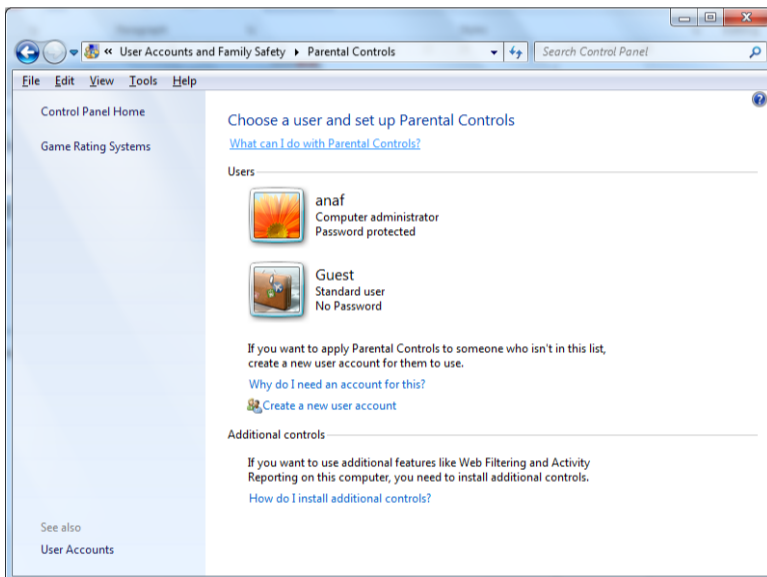 « User Accounts and Family Safety ▸ Parental Controls
Search Control Panel
File Edit View Tools Help
Control Panel Home
Game Rating Systems
Choose a user and set up Parental Controls
What can I do with Parental Controls?
Users
anaf
Computer administrator
Password protected
Guest
Standard user
No Password
If you want to apply Parental Controls to someone who isn't in this list,
create a new user account for them to use.
Why do I need an account for this?
Create a new user account
Additional controls
If you want to use additional features like Web Filtering and Activity
Reporting on this computer, you need to install additional controls.
How do I install additional controls?
See also
User Accounts